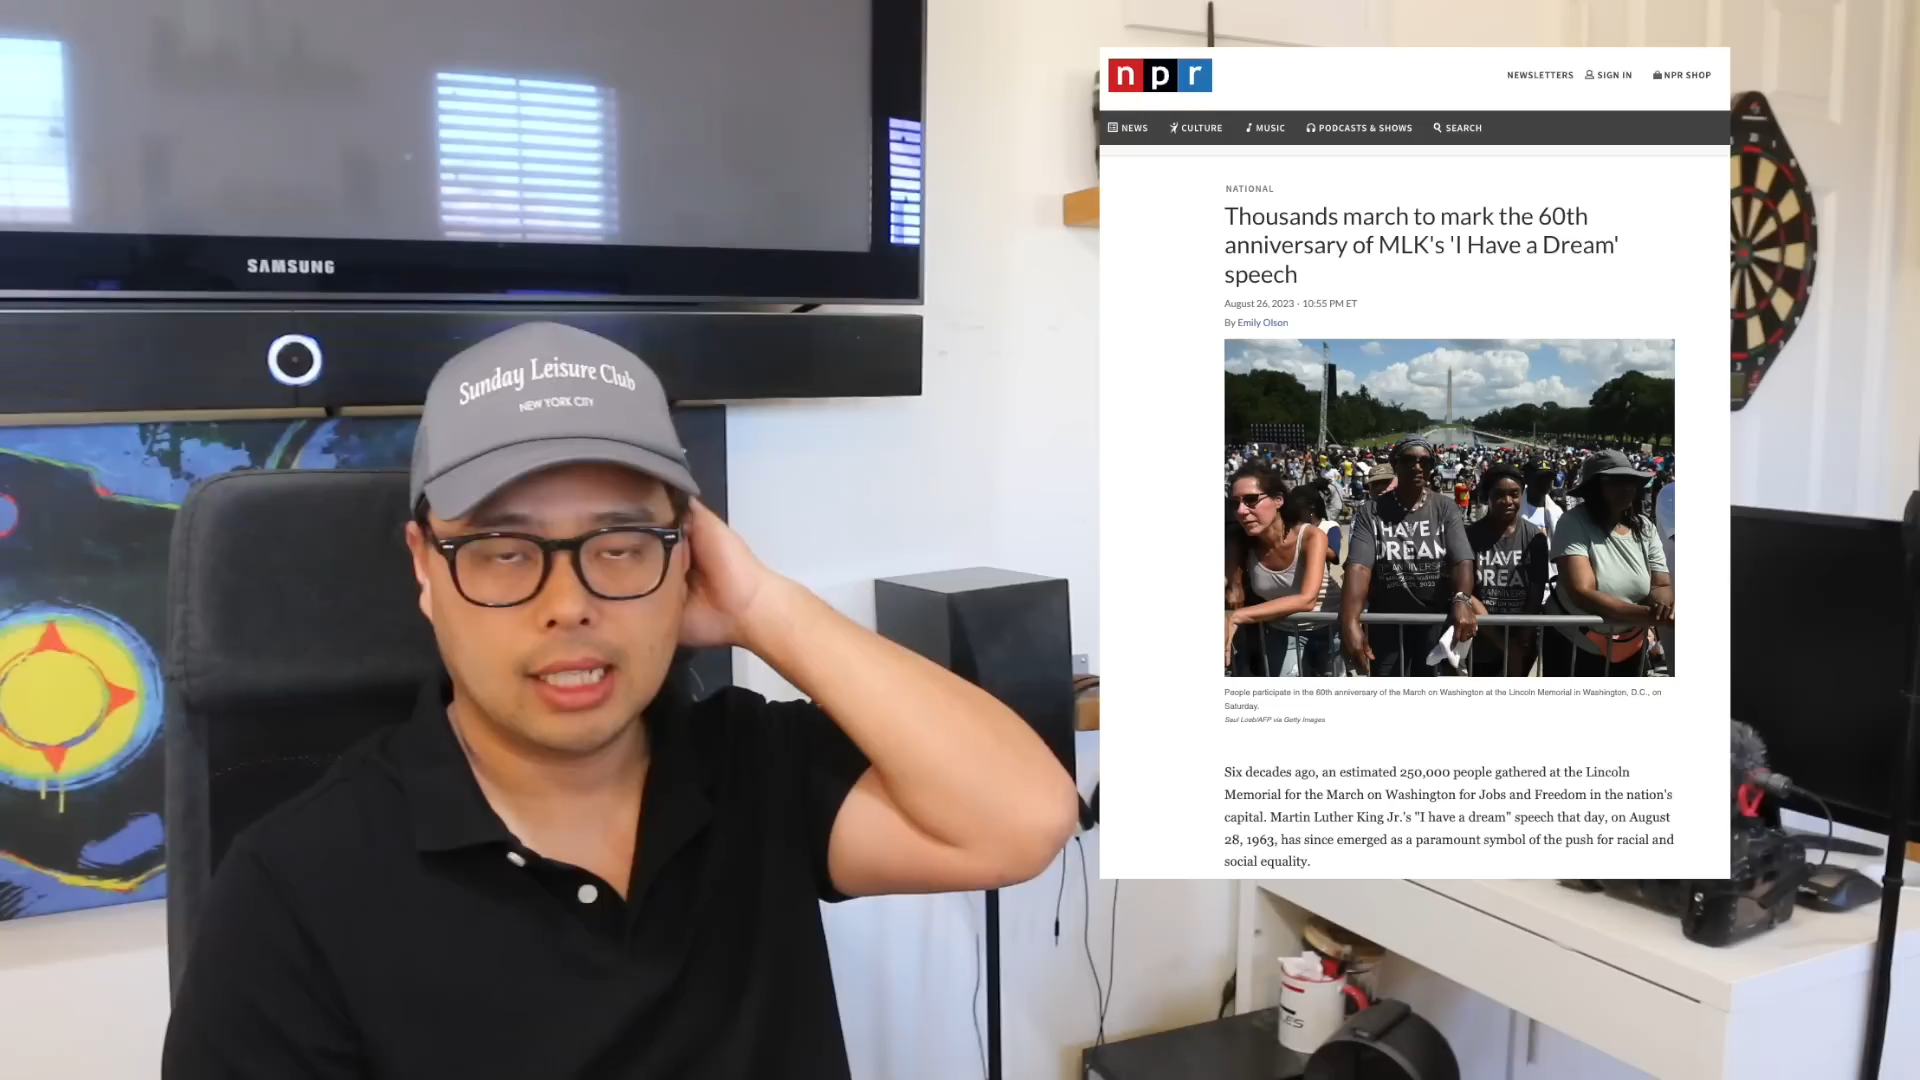 SAMSUNG
Sunday Leisure Club
NEW YORK CITY
npr
NEWSLETTERS SIGN IN NPR SHOP
NEWS CULTURE MUSIC PODCASTS & SHOWS SEARCH
NATIONAL
Thousands march to mark the 60th
anniversary of MLK's 'I Have a Dream'
speech
August 26, 2023 · 10:55 PM ET
By Emily Olson
I HAVE A
DREAM
HAVE
DREA
People participate in the 60th anniversary of the March on Washington at the Lincoln Memorial in Washington, D.C., on
Saturday.
Saul Loeb/AFP via Getty Images
Six decades ago, an estimated 250,000 people gathered at the Lincoln
Memorial for the March on Washington for Jobs and Freedom in the nation's
capital. Martin Luther King Jr.'s "I have a dream" speech that day, on August
28, 1963, has since emerged as a paramount symbol of the push for racial and
social equality.